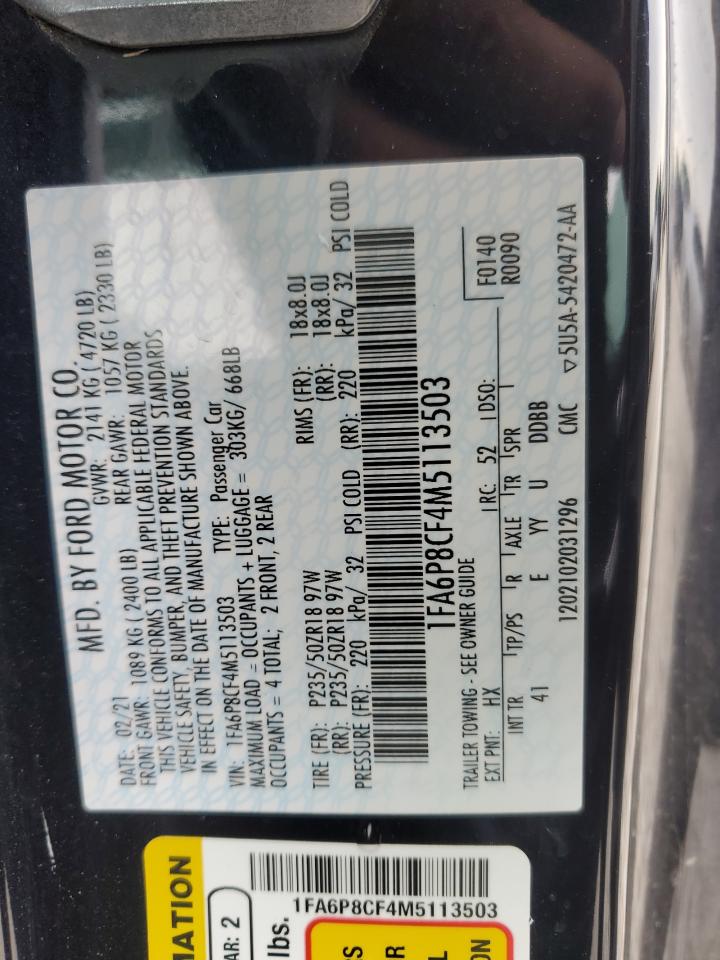 MFD. BY FORD MOTOR CO.
DATE: 02/21 GVWR: 2141 KG ( 4720 LB)
FRONT GAWR: 1089 KG ( 2400 LB) REAR GAWR: 1057 KG ( 2330 LB)
THIS VEHICLE CONFORMS TO ALL APPLICABLE FEDERAL MOTOR
VEHICLE SAFETY, BUMPER, AND THEFT PREVENTION STANDARDS
IN EFFECT ON THE DATE OF MANUFACTURE SHOWN ABOVE.
VIN: 1FA6P8CF4M5113503 TYPE: Passenger Car
MAXIMUM LOAD = OCCUPANTS + LUGGAGE = 303KG/ 668LB
OCCUPANTS = 4 TOTAL; 2 FRONT, 2 REAR
TIRE (FR): P235/50ZR18 97W RIMS (FR): 18x8.0J
(RR): P235/50ZR18 97W (RR): 18x8.0J
PRESSURE (FR): 220 kPa/ 32 PSI COLD (RR): 220 kPa/ 32 PSI COLD
1FA6P8CF4M5113503
TRAILER TOWING - SEE OWNER GUIDE
F0140
R0090
EXT PNT: HX RC: 52 DSO:
INT TR TP/PS R AXLE TR SPR
41 E YY U DDBB
1202102031296 CMC ▽5U5A-5420472-AA
MATION
AR: 2
1FA6P8CF4M5113503
lbs.
S
R
L
ON